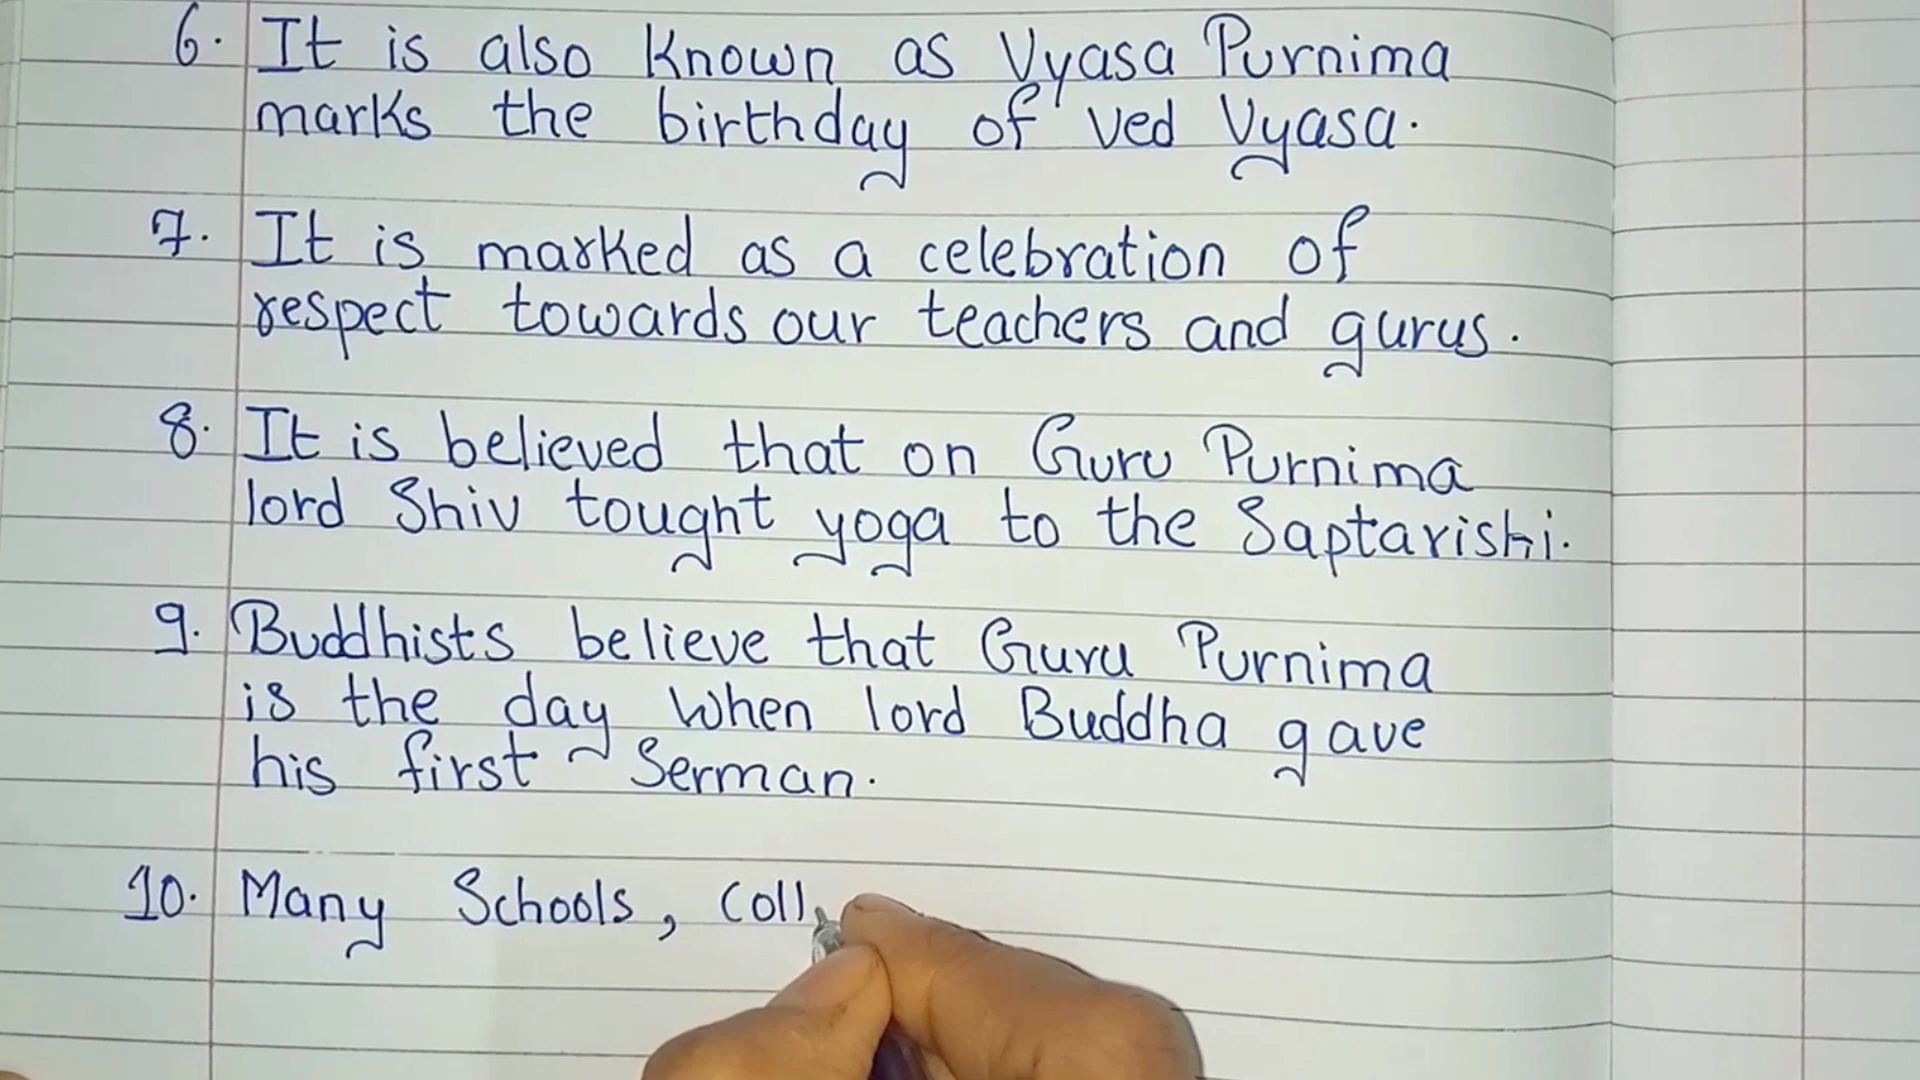 6. It is also known as Vyasa Purnima
marks the birthday of ved Vyasa.
7. It is marked as a celebration of
respect towards our teachers and gurus.
8. It is believed that on Guru Purnima
lord Shiv tought yoga to the Saptarishi.
9. Buddhists believe that Guru Purnima
is the day when lord Buddha gave
his first Serman.
10. Many Schools, Coll